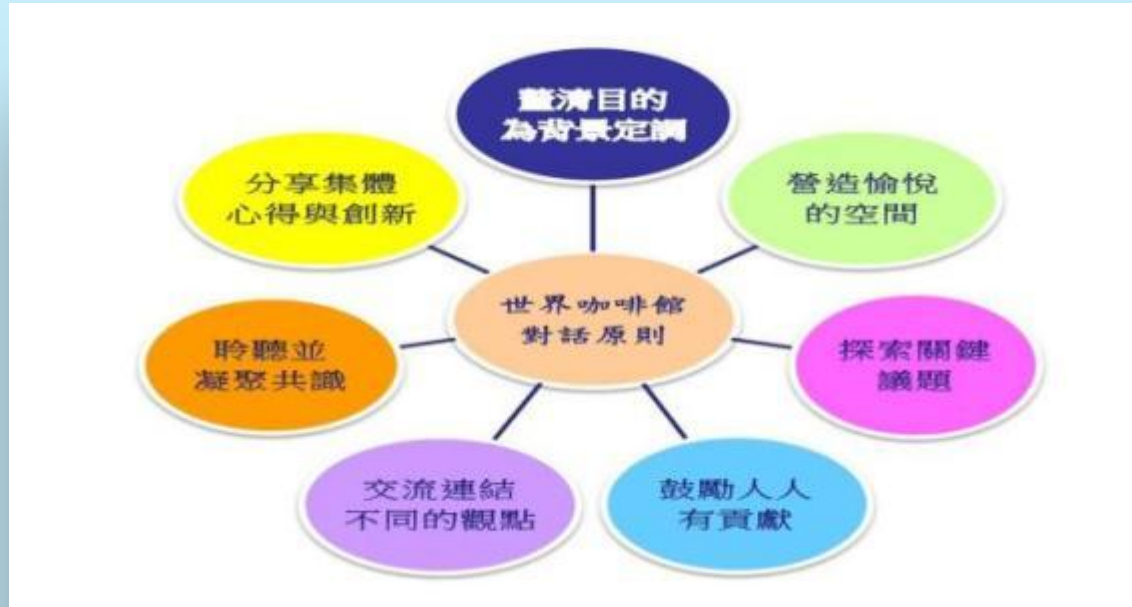 釐清目的
為背景定調
營造愉悅
的空間
探索關鍵
議題
鼓勵人人
有貢獻
交流連結
不同的觀點
聆聽並
凝聚共識
分享集體
心得與創新
世界咖啡館
對話原則